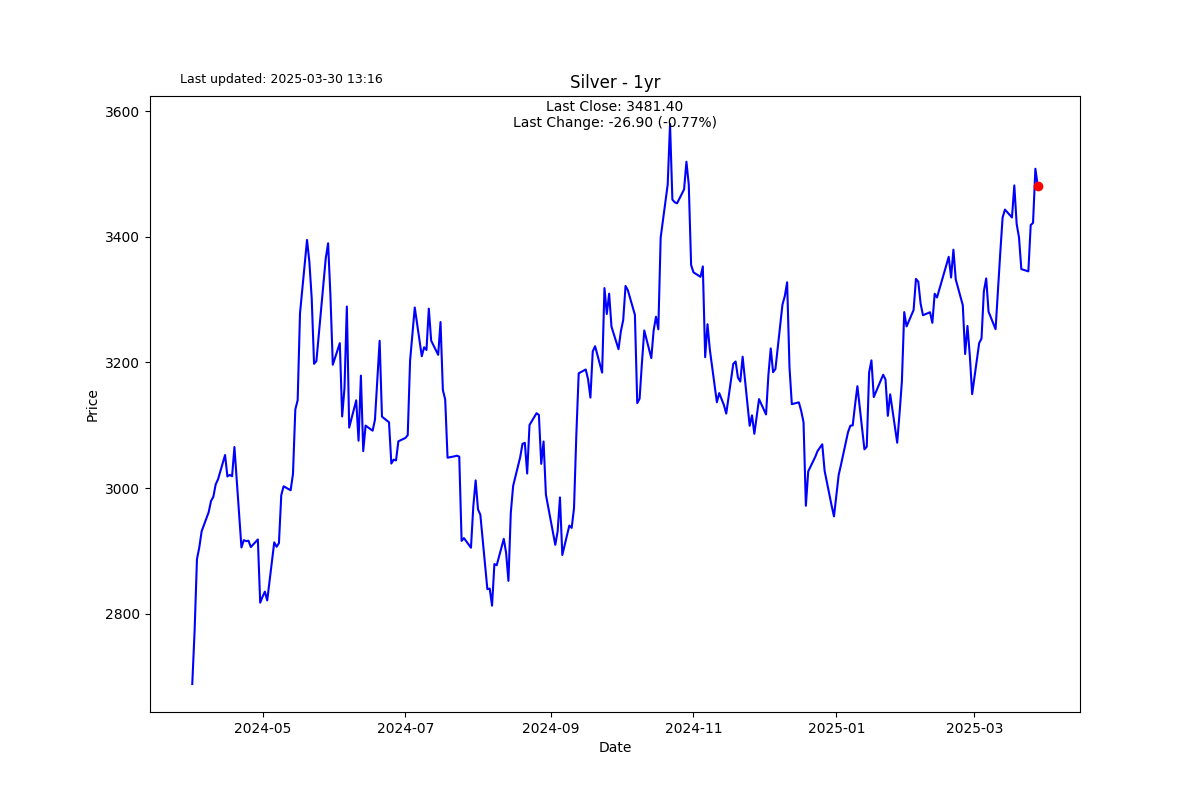 Last updated: 2025-03-30 13:16
Silver - 1yr
Last Close: 3481.40
Last Change: -26.90 (-0.77%)
3600
3400
3200
3000
2800
Price
2024-05
2024-07
2024-09
2024-11
2025-01
2025-03
Date